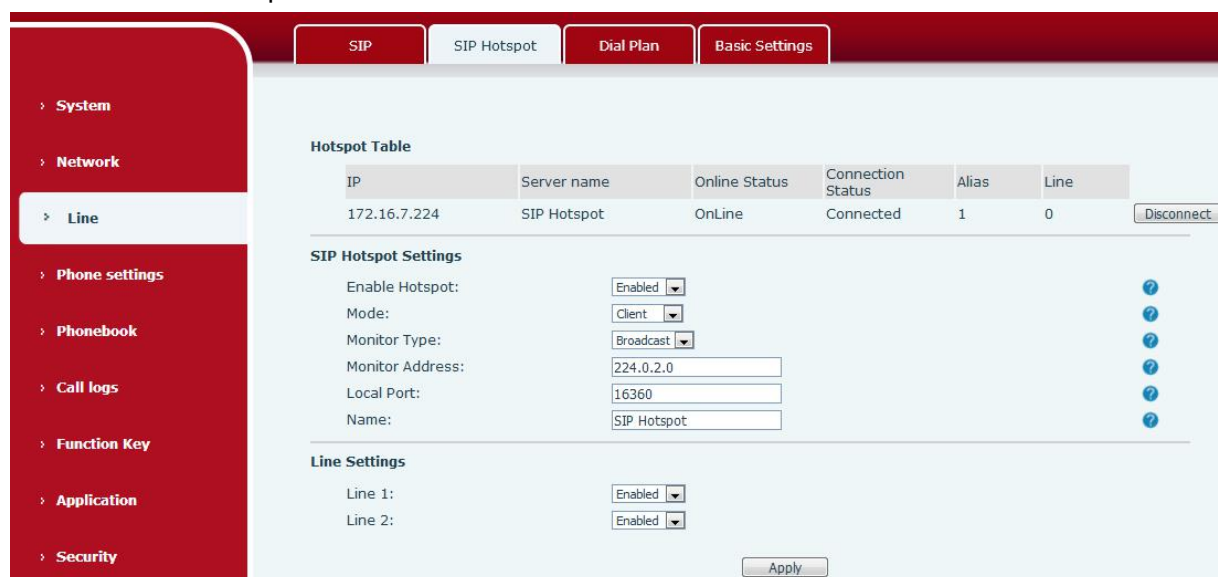 SIP SIP Hotspot Dial Plan Basic Settings
› System
› Network
› Line
› Phone settings
› Phonebook
› Call logs
› Function Key
› Application
› Security
Hotspot Table
IP Server name Online Status Connection Status Alias Line
172.16.7.224 SIP Hotspot OnLine Connected 1 0 Disconnect
SIP Hotspot Settings
Enable Hotspot: Enabled ?
Mode: Client ?
Monitor Type: Broadcast ?
Monitor Address: 224.0.2.0 ?
Local Port: 16360 ?
Name: SIP Hotspot ?
Line Settings
Line 1: Enabled
Line 2: Enabled
Apply